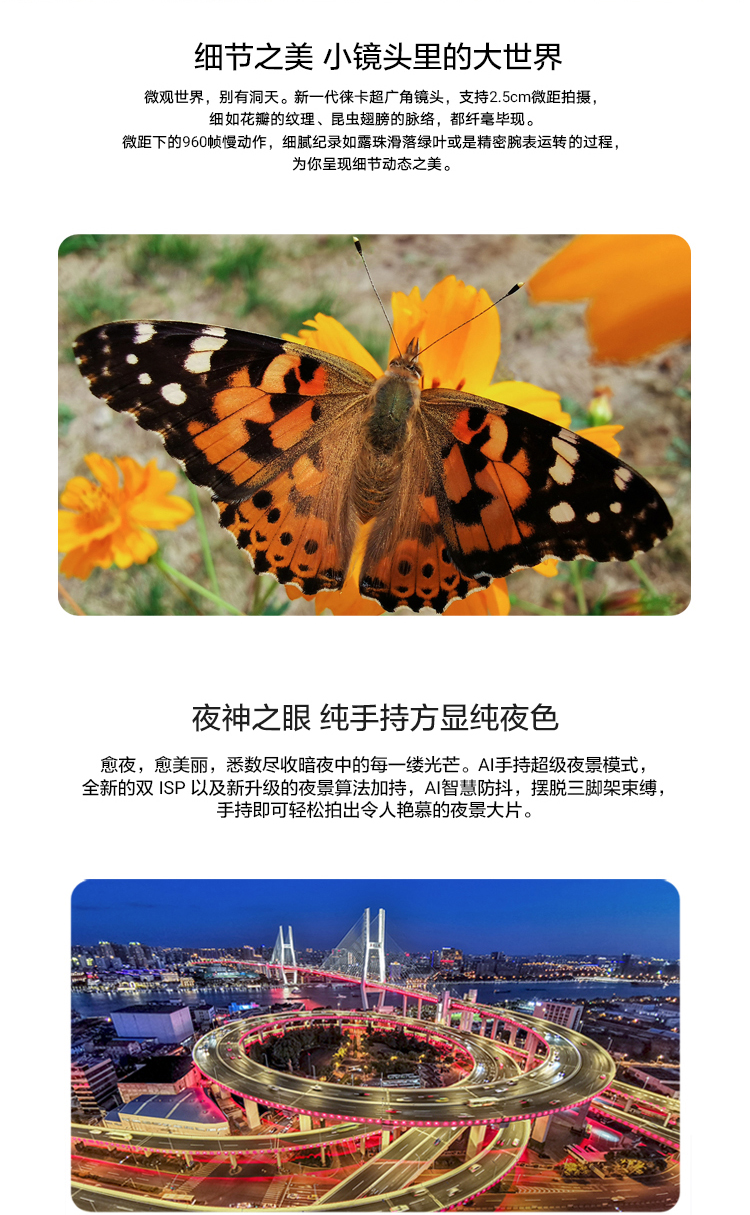 细节之美 小镜头里的大世界
微观世界，别有洞天。新一代徕卡超广角镜头，支持2.5cm微距拍摄，
细如花瓣的纹理、昆虫翅膀的脉络，都纤毫毕现。
微距下的960帧慢动作，细腻纪录如露珠滑落绿叶或是精密腕表运转的过程，
为你呈现细节动态之美。
夜神之眼 纯手持方显纯夜色
愈夜，愈美丽，悉数尽收暗夜中的每一缕光芒。AI手持超级夜景模式，
全新的双 ISP 以及新升级的夜景算法加持，AI智慧防抖，摆脱三脚架束缚，
手持即可轻松拍出令人艳慕的夜景大片。